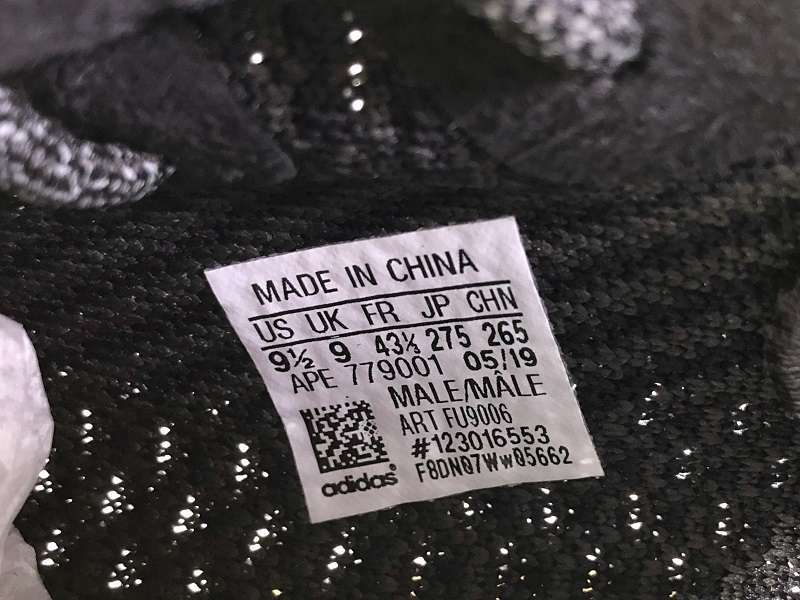 MADE IN CHINA
US UK FR JP CHN
9½ 9 43⅓ 275 265
APE 779001 05/19
MALE/MÂLE
ART FU9006
#123016553
F8DN07Ww05662
adidas